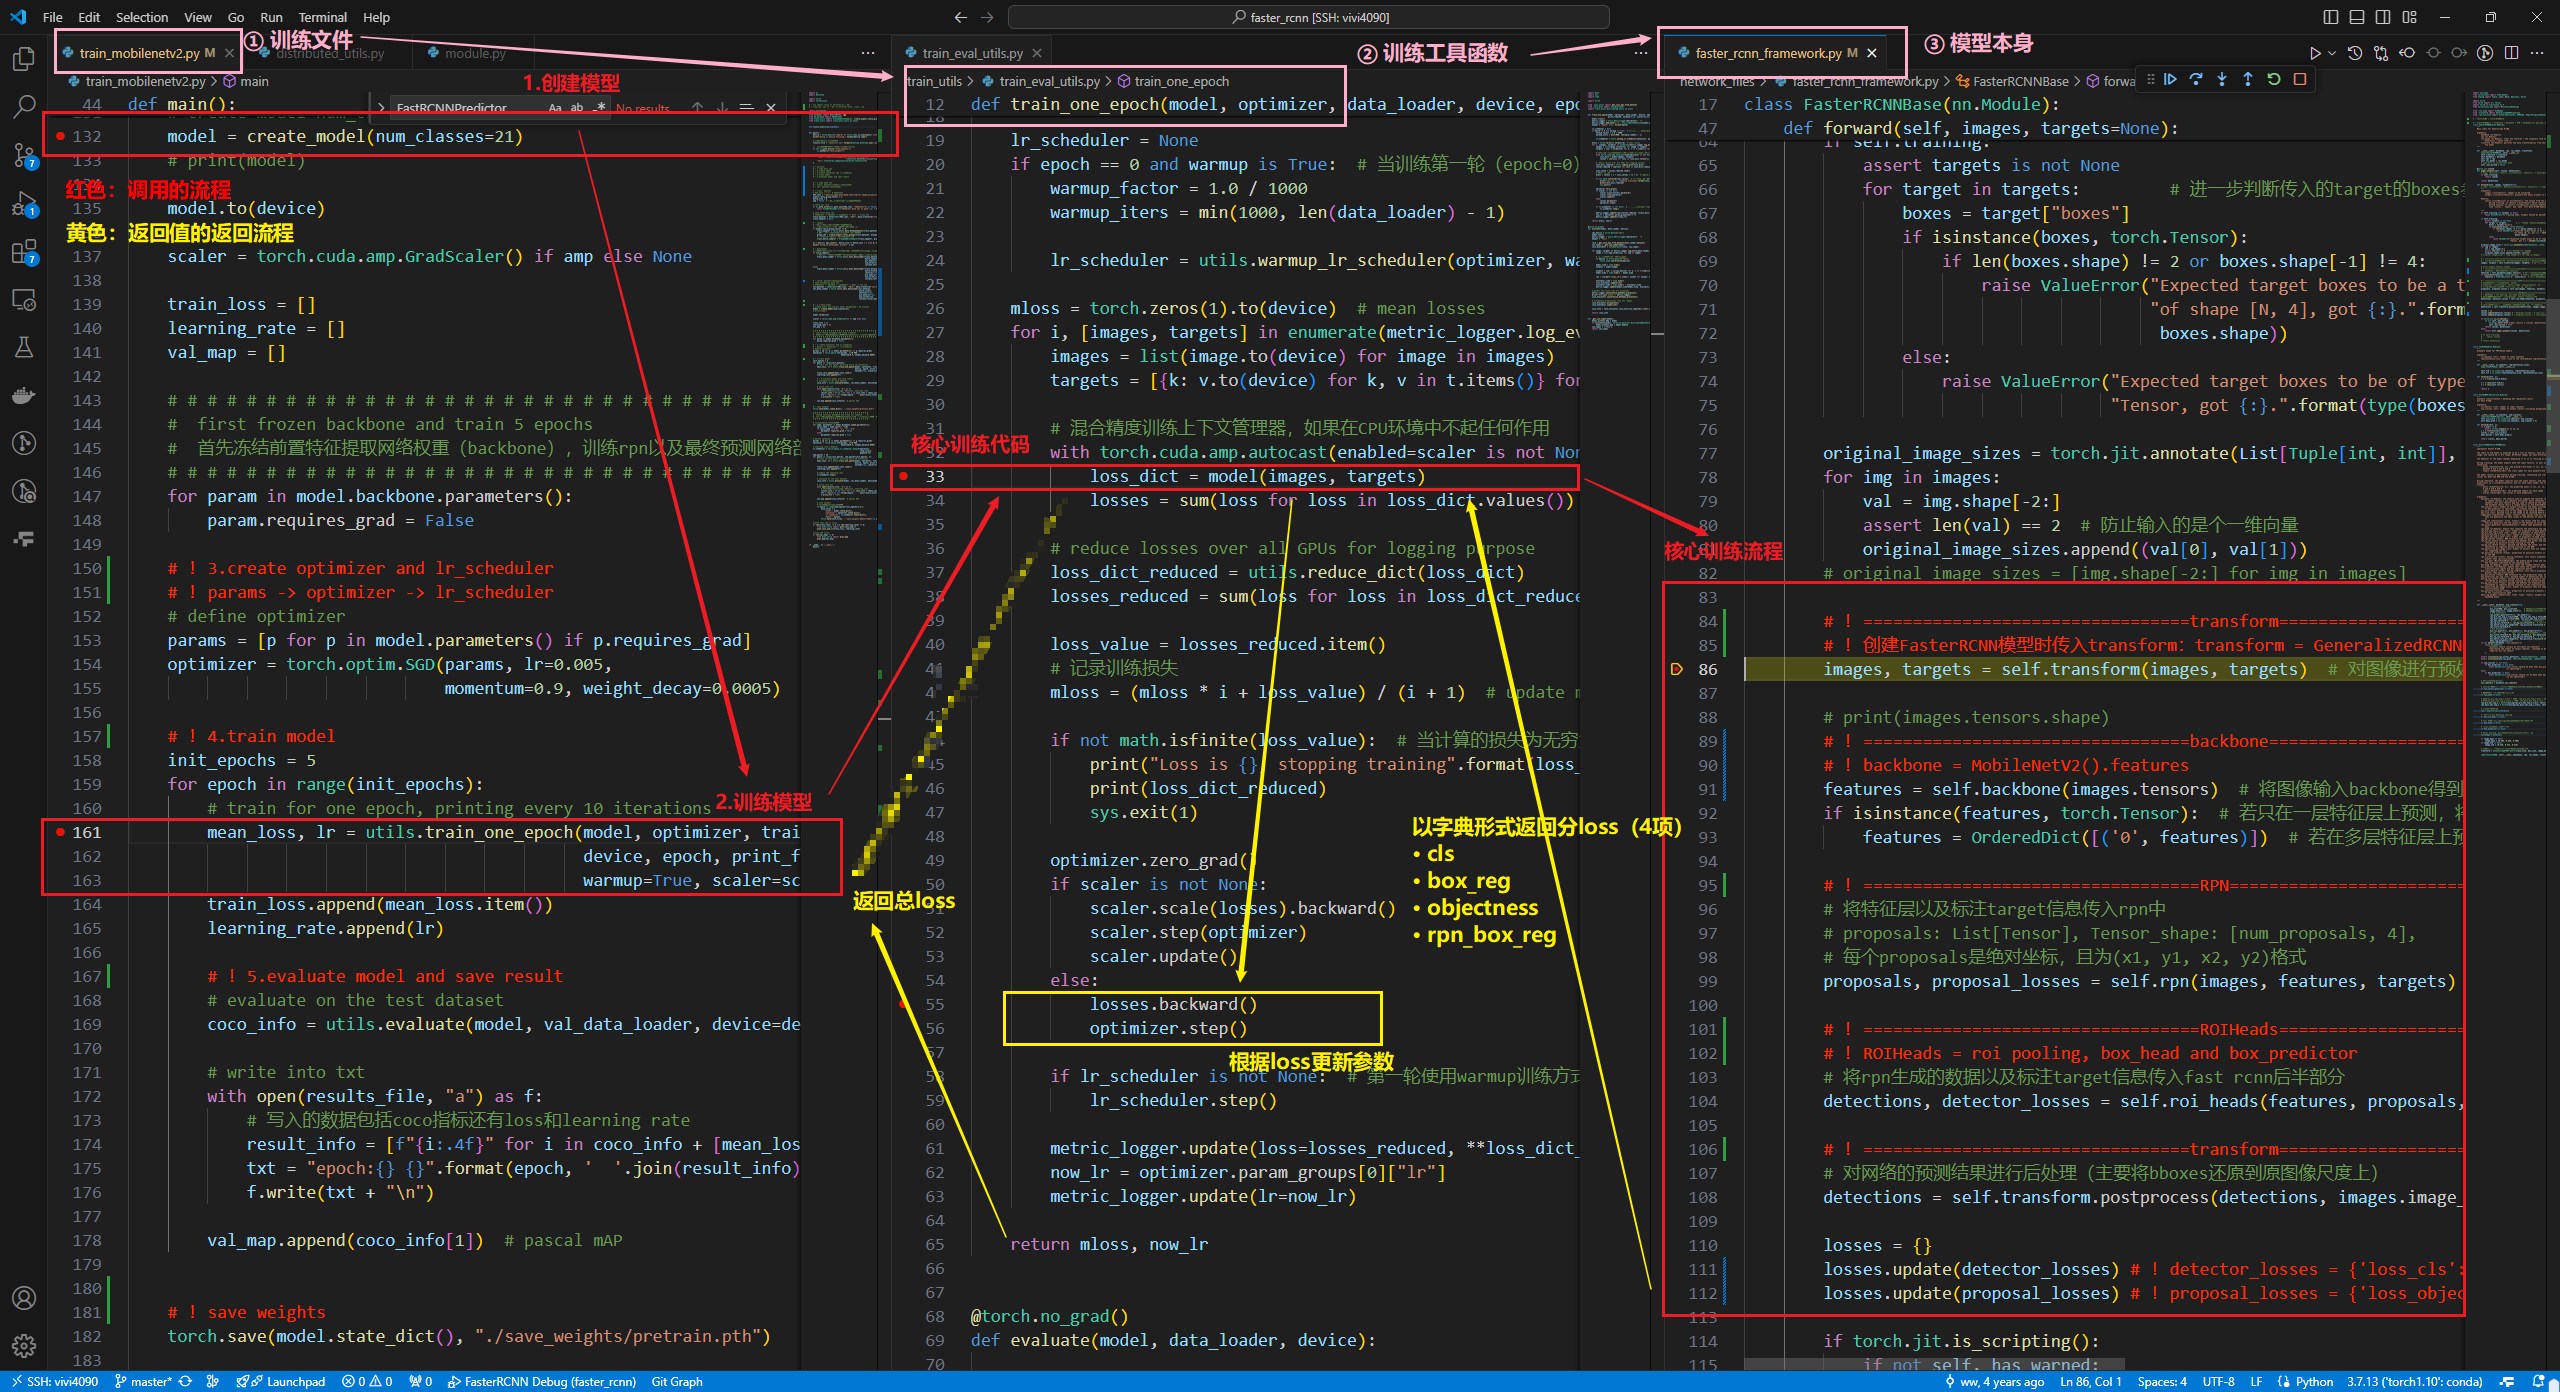 File Edit Selection View Go Run Terminal Help
faster_rcnn [SSH: vivi4090]
train_mobilenetv2.py M
① 训练文件
distributed_utils.py
module.py
train_mobilenetv2.py > main
1.创建模型
FastRCNNPredictor
No results
44 def main():
132 model = create_model(num_classes=21)
133 # print(model)
红色：调用的流程
135 model.to(device)
黄色：返回值的返回流程
137 scaler = torch.cuda.amp.GradScaler() if amp else None
138
139 train_loss = []
140 learning_rate = []
141 val_map = []
142
143 # # # # # # # # # # # # # # # # # # # # # # # # # # # # # # # #
144 # first frozen backbone and train 5 epochs #
145 # 首先冻结前置特征提取网络权重（backbone），训练rpn以及最终预测网络部
146 # # # # # # # # # # # # # # # # # # # # # # # # # # # # # # # #
147 for param in model.backbone.parameters():
148 param.requires_grad = False
149
150 # ! 3.create optimizer and lr_scheduler
151 # ! params -> optimizer -> lr_scheduler
152 # define optimizer
153 params = [p for p in model.parameters() if p.requires_grad]
154 optimizer = torch.optim.SGD(params, lr=0.005,
155 momentum=0.9, weight_decay=0.0005)
156
157 # ! 4.train model
158 init_epochs = 5
159 for epoch in range(init_epochs):
160 # train for one epoch, printing every 10 iterations
2.训练模型
161 mean_loss, lr = utils.train_one_epoch(model, optimizer, trai
162 device, epoch, print_f
163 warmup=True, scaler=sc
164 train_loss.append(mean_loss.item())
165 learning_rate.append(lr)
166
167 # ! 5.evaluate model and save result
168 # evaluate on the test dataset
169 coco_info = utils.evaluate(model, val_data_loader, device=de
170
171 # write into txt
172 with open(results_file, "a") as f:
173 # 写入的数据包括coco指标还有loss和learning rate
174 result_info = [f"{i:.4f}" for i in coco_info + [mean_los
175 txt = "epoch:{} {}".format(epoch, '  '.join(result_info)
176 f.write(txt + "\n")
177
178 val_map.append(coco_info[1])  # pascal mAP
179
180
181 # ! save weights
182 torch.save(model.state_dict(), "./save_weights/pretrain.pth")
183
train_eval_utils.py
② 训练工具函数
train_utils > train_eval_utils.py > train_one_epoch
12 def train_one_epoch(model, optimizer, data_loader, device, epo
18
19 lr_scheduler = None
20 if epoch == 0 and warmup is True:  # 当训练第一轮（epoch=0）
21 warmup_factor = 1.0 / 1000
22 warmup_iters = min(1000, len(data_loader) - 1)
23
24 lr_scheduler = utils.warmup_lr_scheduler(optimizer, wa
25
26 mloss = torch.zeros(1).to(device)  # mean losses
27 for i, [images, targets] in enumerate(metric_logger.log_ev
28 images = list(image.to(device) for image in images)
29 targets = [{k: v.to(device) for k, v in t.items()} for
30
31 # 混合精度训练上下文管理器，如果在CPU环境中不起任何作用
核心训练代码
32 with torch.cuda.amp.autocast(enabled=scaler is not Non
33 loss_dict = model(images, targets)
34 losses = sum(loss for loss in loss_dict.values())
35
36 # reduce losses over all GPUs for logging purpose
37 loss_dict_reduced = utils.reduce_dict(loss_dict)
38 losses_reduced = sum(loss for loss in loss_dict_reduce
39
40 loss_value = losses_reduced.item()
# 记录训练损失
mloss = (mloss * i + loss_value) / (i + 1)  # update m
if not math.isfinite(loss_value):  # 当计算的损失为无穷
45 print("Loss is {} stopping training".format(loss_
46 print(loss_dict_reduced)
47 sys.exit(1)
48
以字典形式返回分loss（4项）
• cls
• box_reg
• objectness
• rpn_box_reg
49 optimizer.zero_grad()
50 if scaler is not None:
51 scaler.scale(losses).backward()
返回总loss
52 scaler.step(optimizer)
53 scaler.update()
54 else:
55 losses.backward()
56 optimizer.step()
57
根据loss更新参数
58 if lr_scheduler is not None:  # 第一轮使用warmup训练方式
59 lr_scheduler.step()
60
61 metric_logger.update(loss=losses_reduced, **loss_dict_
62 now_lr = optimizer.param_groups[0]["lr"]
63 metric_logger.update(lr=now_lr)
64
65 return mloss, now_lr
66
67
68 @torch.no_grad()
69 def evaluate(model, data_loader, device):
70
faster_rcnn_framework.py M
③ 模型本身
network_files > faster_rcnn_framework.py > FasterRCNNBase > forwa
17 class FasterRCNNBase(nn.Module):
47 def forward(self, images, targets=None):
64 if self.training:
65 assert targets is not None
66 for target in targets:  # 进一步判断传入的target的boxes参
67 boxes = target["boxes"]
68 if isinstance(boxes, torch.Tensor):
69 if len(boxes.shape) != 2 or boxes.shape[-1] != 4:
70 raise ValueError("Expected target boxes to be a t
71 "of shape [N, 4], got {:}.".form
72 boxes.shape))
73 else:
74 raise ValueError("Expected target boxes to be of type
75 "Tensor, got {:}.".format(type(boxes
76
77 original_image_sizes = torch.jit.annotate(List[Tuple[int, int]],
78 for img in images:
79 val = img.shape[-2:]
80 assert len(val) == 2  # 防止输入的是个一维向量
核心训练流程
original_image_sizes.append((val[0], val[1]))
82 # original_image_sizes = [img.shape[-2:] for img in images]
83
84 # ! =================================transform===================
85 # ! 创建FasterRCNN模型时传入transform：transform = GeneralizedRCNN
86 images, targets = self.transform(images, targets)  # 对图像进行预处
87
88 # print(images.tensors.shape)
89 # ! =================================backbone====================
90 # ! backbone = MobileNetV2().features
91 features = self.backbone(images.tensors)  # 将图像输入backbone得到
92 if isinstance(features, torch.Tensor):  # 若只在一层特征层上预测，将
93 features = OrderedDict([('0', features)])  # 若在多层特征层上预
94
95 # ! ==================================RPN========================
96 # 将特征层以及标注target信息传入rpn中
97 # proposals: List[Tensor], Tensor_shape: [num_proposals, 4],
98 # 每个proposals是绝对坐标，且为(x1, y1, x2, y2)格式
99 proposals, proposal_losses = self.rpn(images, features, targets)
100
101 # ! ==================================ROIHeads===================
102 # ! ROIHeads = roi pooling, box_head and box_predictor
103 # 将rpn生成的数据以及标注target信息传入fast rcnn后半部分
104 detections, detector_losses = self.roi_heads(features, proposals,
105
106 # ! =================================transform===================
107 # 对网络的预测结果进行后处理（主要将bboxes还原到原图像尺度上）
108 detections = self.transform.postprocess(detections, images.image_
109
110 losses = {}
111 losses.update(detector_losses) # ! detector_losses = {'loss_cls':
112 losses.update(proposal_losses) # ! proposal_losses = {'loss_objec
113
114 if torch.jit.is_scripting():
115 if not self._has_warned:
SSH: vivi4090 master* Launchpad 0 0 0 FasterRCNN Debug (faster_rcnn) Git Graph
ww, 4 years ago Ln 86, Col 1 Spaces: 4 UTF-8 LF Python 3.7.13 ('torch1.10': conda)